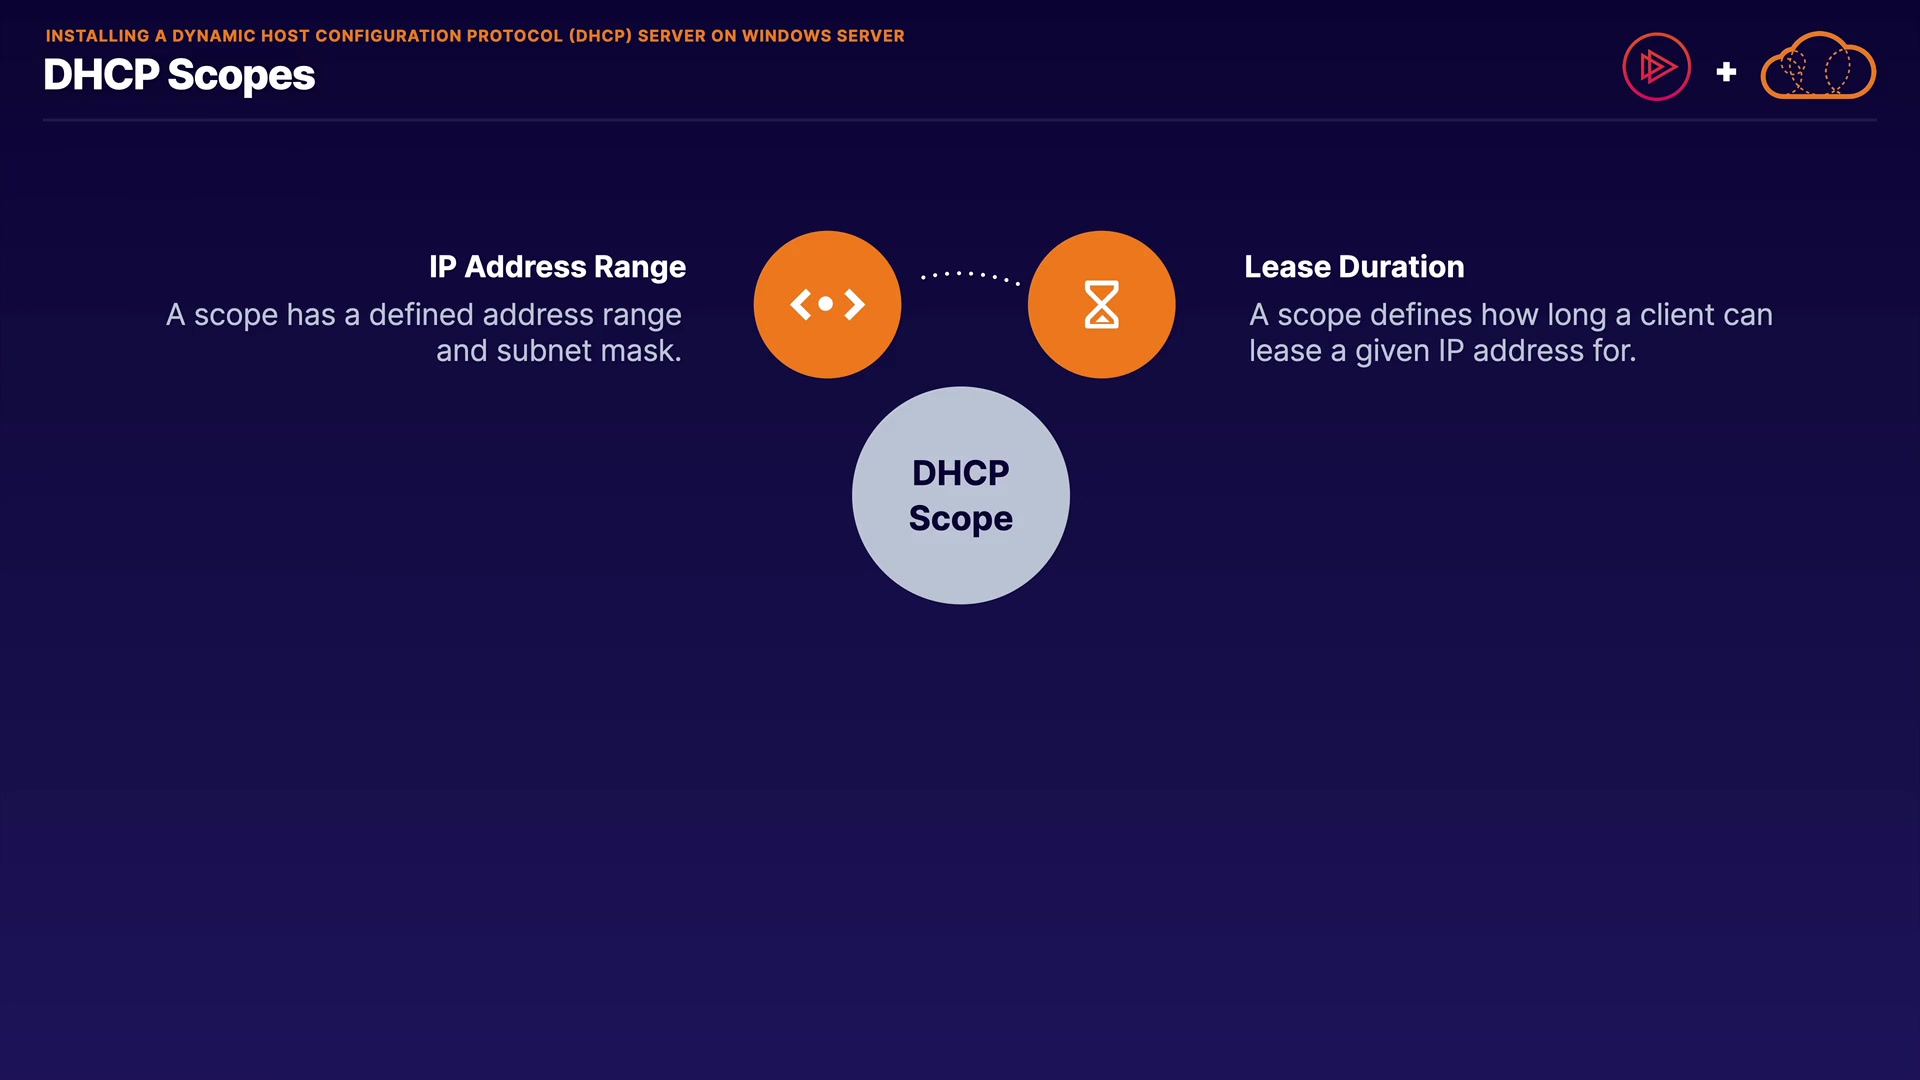 INSTALLING A DYNAMIC HOST CONFIGURATION PROTOCOL (DHCP) SERVER ON WINDOWS SERVER
DHCP Scopes
IP Address Range
A scope has a defined address range
and subnet mask.
Lease Duration
A scope defines how long a client can
lease a given IP address for.
DHCP
Scope